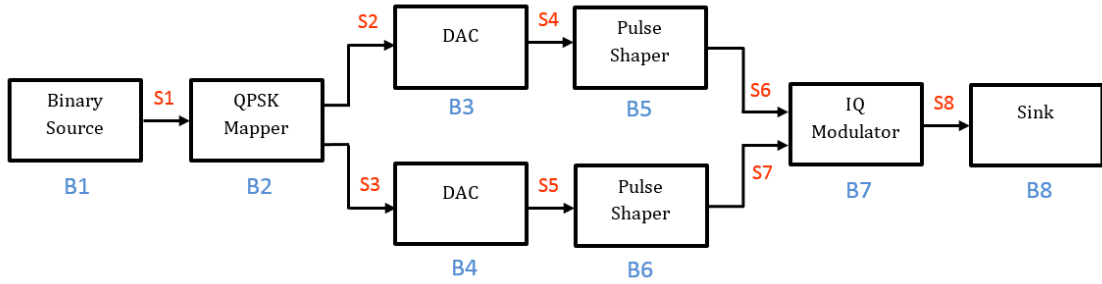 S2
DAC
B3
S4
Pulse
Shaper
B5
Binary
Source
B1
S1
QPSK
Mapper
B2
S6
IQ
Modulator
B7
S8
Sink
B8
S3
DAC
B4
S5
Pulse
Shaper
B6
S7